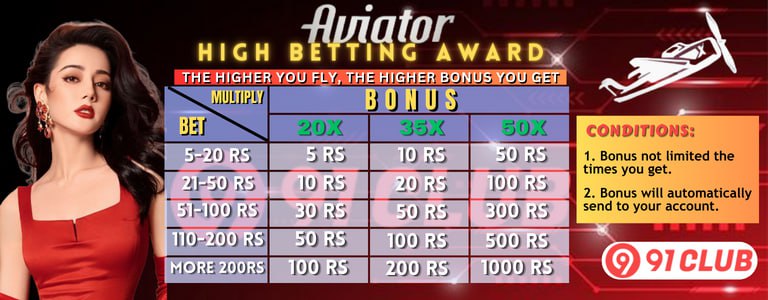 Aviator
HIGH BETTING AWARD
THE HIGHER YOU FLY, THE HIGHER BONUS YOU GET
MULTIPLY
BET
BONUS
20X 35X 50X
5-20 RS 5 RS 10 RS 50 RS
21-50 RS 10 RS 20 RS 100 RS
51-100 RS 30 RS 50 RS 300 RS
110-200 RS 50 RS 100 RS 500 RS
MORE 200RS 100 RS 200 RS 1000 RS
91 CLUB
X
CONDITIONS:
1. Bonus not limited the
times you get.
2. Bonus will automatically
send to your account.
91 CLUB